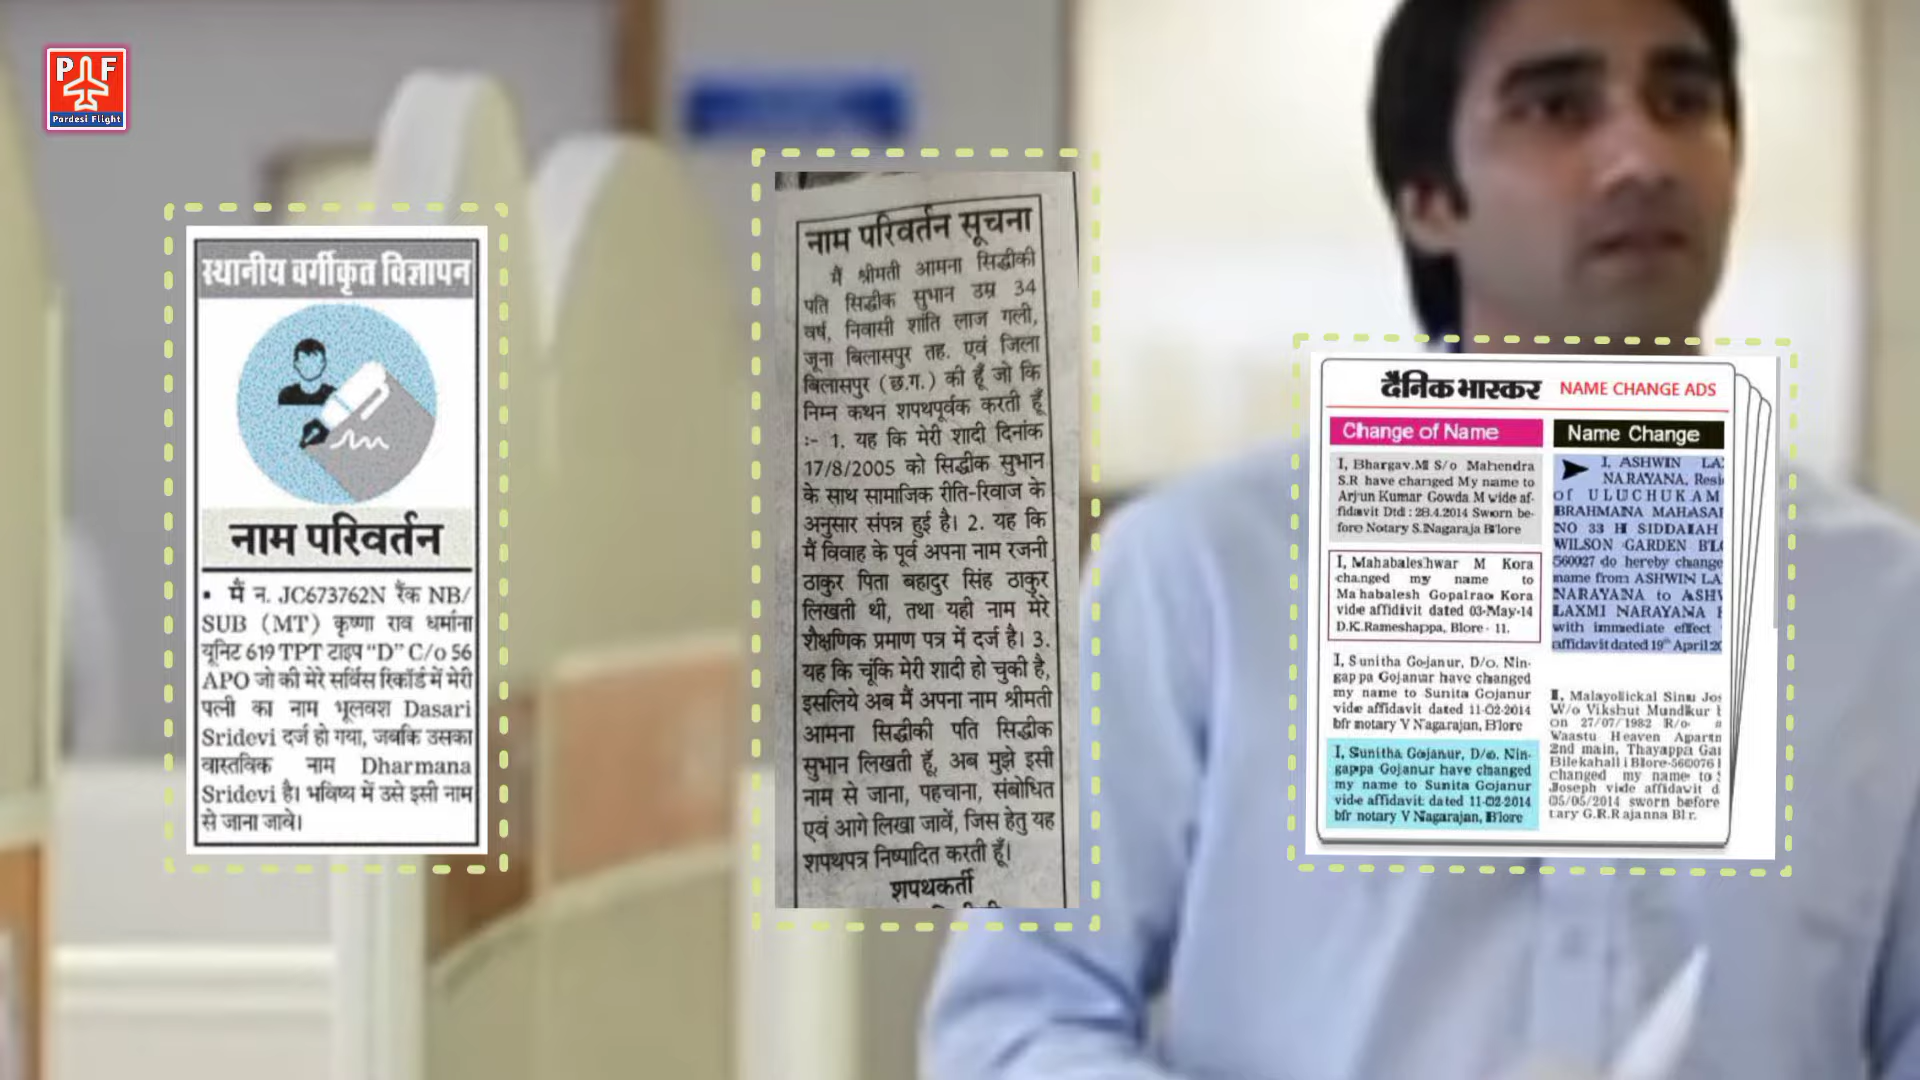 P F
Pardesi Flight
स्थानीय वर्गीकृत विज्ञापन
नाम परिवर्तन
• मैं न. JC673762N रैंक NB/
SUB (MT) कृष्णा राव धर्माना
यूनिट 619 TPT टाइप “D” C/o 56
APO जो की मेरे सर्विस रिकॉर्ड में मेरी
पत्नी का नाम भूलवश Dasari
Sridevi दर्ज हो गया, जबकि उसका
वास्तविक नाम Dharmana
Sridevi है। भविष्य में उसे इसी नाम
से जाना जावे।
नाम परिवर्तन सूचना
मैं श्रीमती आमना सिद्धीकी
पति सिद्धीक सुभान उम्र 34
वर्ष, निवासी शांति लाज गली,
जूना बिलासपुर तह. एवं जिला
बिलासपुर (छ.ग.) की हूँ जो कि
निम्न कथन शपथपूर्वक करती हूँ
:- 1. यह कि मेरी शादी दिनांक
17/8/2005 को सिद्धीक सुभान
के साथ सामाजिक रीति-रिवाज के
अनुसार संपन्न हुई है। 2. यह कि
मैं विवाह के पूर्व अपना नाम रजनी
ठाकुर पिता बहादुर सिंह ठाकुर
लिखती थी, तथा यही नाम मेरे
शैक्षणिक प्रमाण पत्र में दर्ज है। 3.
यह कि चूंकि मेरी शादी हो चुकी है,
इसलिये अब मैं अपना नाम श्रीमती
आमना सिद्धीकी पति सिद्धीक
सुभान लिखती हूँ, अब मुझे इसी
नाम से जाना, पहचाना, संबोधित
एवं आगे लिखा जावें, जिस हेतु यह
शपथपत्र निष्पादित करती हूँ।
शपथकर्ती
दैनिक भास्कर NAME CHANGE ADS
Change of Name
I, Bhargav.M S/o Mahendra
S.R have changed My name to
Arjun Kumar Gowda M wide af-
fidavit Dtd : 28.4.2014 Sworn be-
fore Notary S.Nagaraja B'lore
I, Mahabaleshwar M Kora
changed my name to
Mahabalesh Gopalrao Kora
vide affidivit dated 03-May-14
D.K.Rameshappa, Blore - 11.
I, Sunitha Gojanur, D/o. Nin-
gappa Gojanur have changed
my name to Sunita Gojanur
vide affidavit dated 11-02-2014
bfr notary V Nagarajan, B'lore
I, Sunitha Gojanur, D/o. Nin-
gappa Gojanur have changed
my name to Sunita Gojanur
vide affidavit dated 11-02-2014
bfr notary V Nagarajan, B'lore
Name Change
I, ASHWIN LA
NARAYANA, Resi
of ULUCHUKAM
BRAHMANA MAHASA
NO 33 H SIDDAIAH
WILSON GARDEN B'L
560027 do hereby change
name from ASHWIN LA
NARAYANA to ASH
LAXMI NARAYANA
with immediate effect
affidavit dated 19th April 20
I, Malayollickal Sinu Jos
W/o Vikshut Mundkur
on 27/07/1982 R/o-
Vaastu Heaven Apartn
2nd main, Thayappa Gar
Bilekahalli Blore-560076
changed my name to
Joseph vide affidavit d
05/05/2014 sworn before
tary G.R.Rajanna Blr.